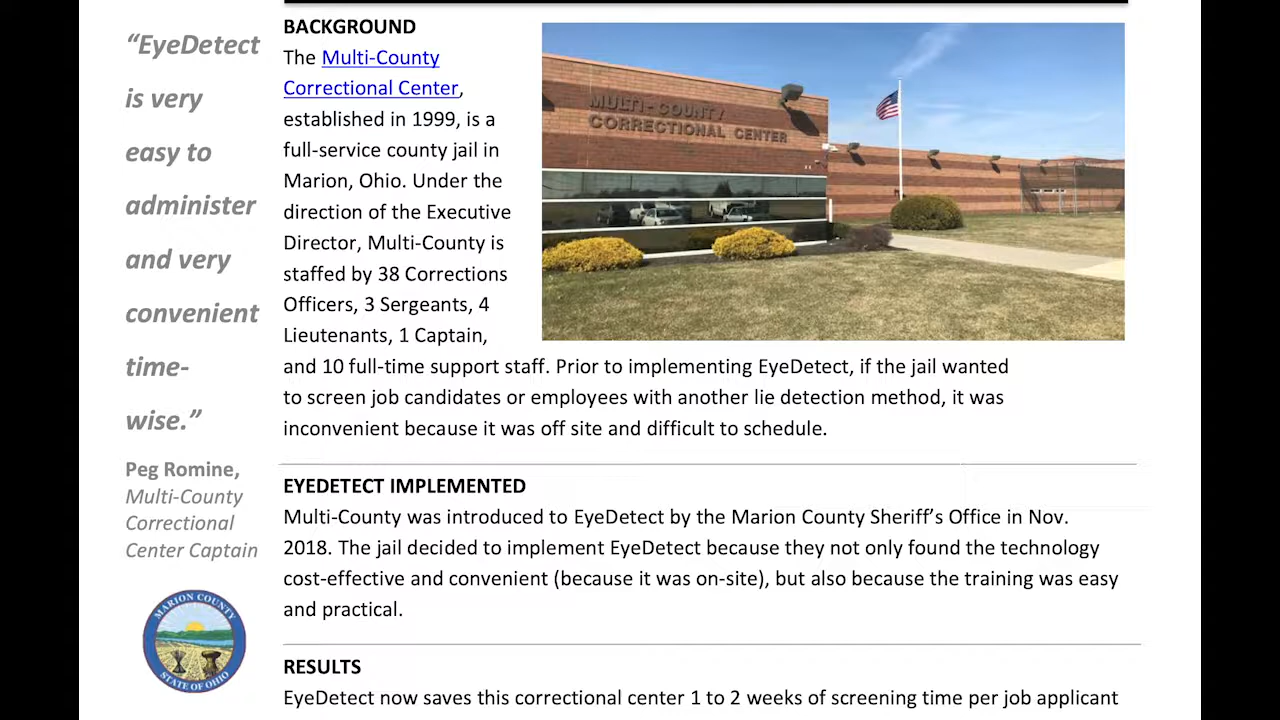 “EyeDetect
is very
easy to
administer
and very
convenient
time-
wise.”
Peg Romine,
Multi-County
Correctional
Center Captain
MARION COUNTY
STATE OF OHIO
BACKGROUND
The Multi-County
Correctional Center,
established in 1999, is a
full-service county jail in
Marion, Ohio. Under the
direction of the Executive
Director, Multi-County is
staffed by 38 Corrections
Officers, 3 Sergeants, 4
Lieutenants, 1 Captain,
and 10 full-time support staff. Prior to implementing EyeDetect, if the jail wanted
to screen job candidates or employees with another lie detection method, it was
inconvenient because it was off site and difficult to schedule.
MULTI-COUNTY
CORRECTIONAL CENTER
EYEDETECT IMPLEMENTED
Multi-County was introduced to EyeDetect by the Marion County Sheriff’s Office in Nov.
2018. The jail decided to implement EyeDetect because they not only found the technology
cost-effective and convenient (because it was on-site), but also because the training was easy
and practical.
RESULTS
EyeDetect now saves this correctional center 1 to 2 weeks of screening time per job applicant